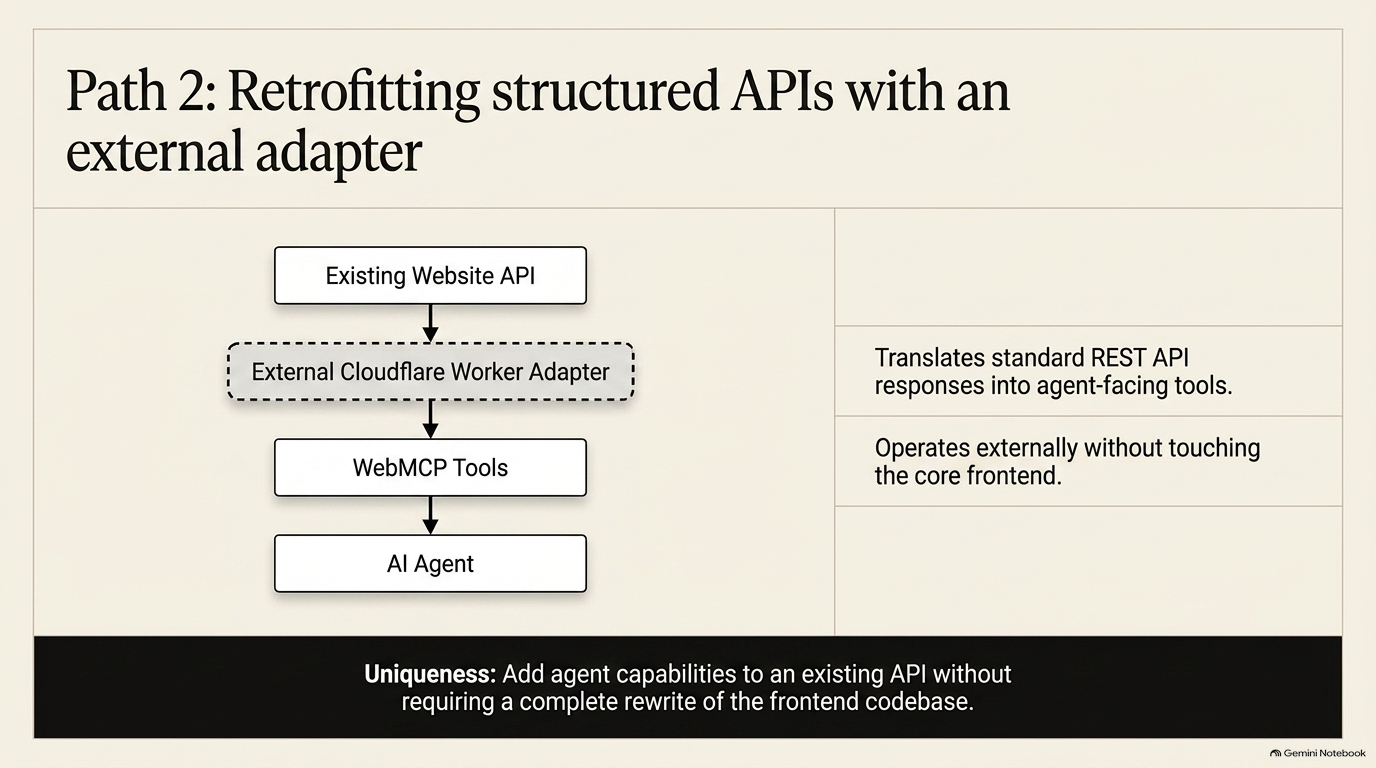 Path 2: Retrofitting structured APIs with an
external adapter
Existing Website API
External Cloudflare Worker Adapter
WebMCP Tools
AI Agent
Translates standard REST API
responses into agent-facing tools.
Operates externally without touching
the core frontend.
Uniqueness: Add agent capabilities to an existing API without
requiring a complete rewrite of the frontend codebase.
Gemini Notebook